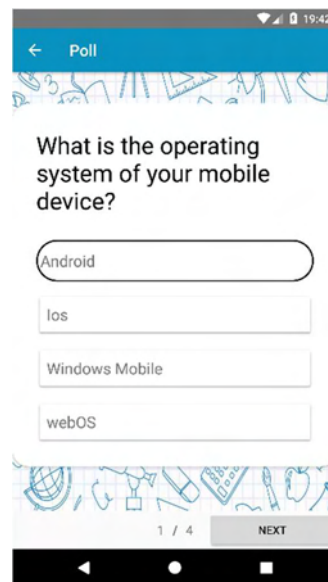 19:42
Poll
What is the operating
system of your mobile
device?
Android
Ios
Windows Mobile
webOS
1 / 4
NEXT